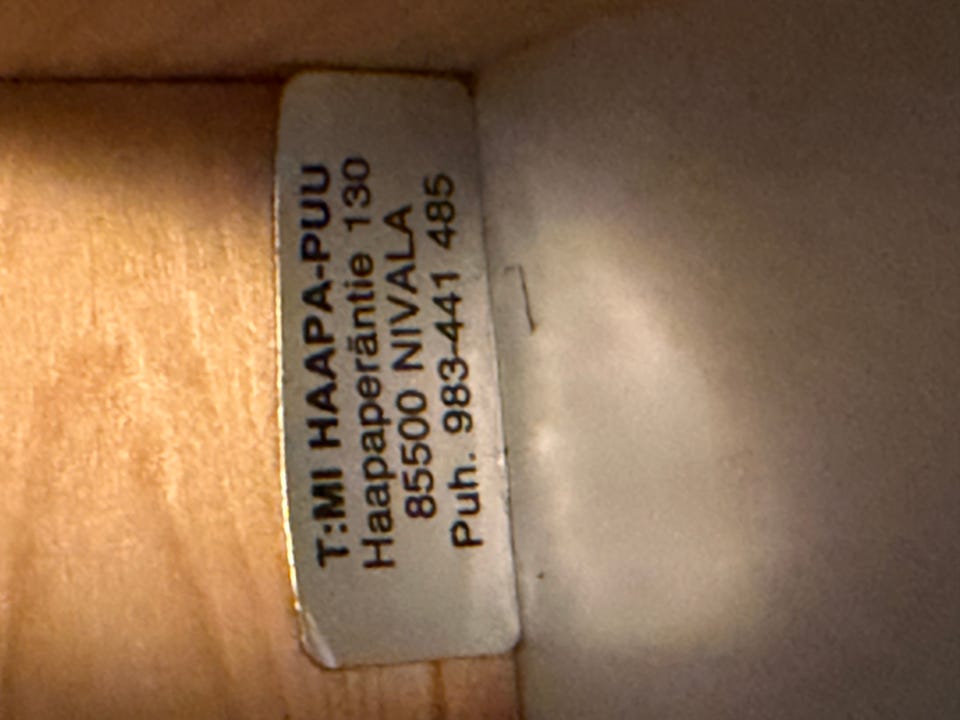 T:MI HAAPA-PUU
Haapaperäntie 130
85500 NIVALA
Puh. 983-441 485